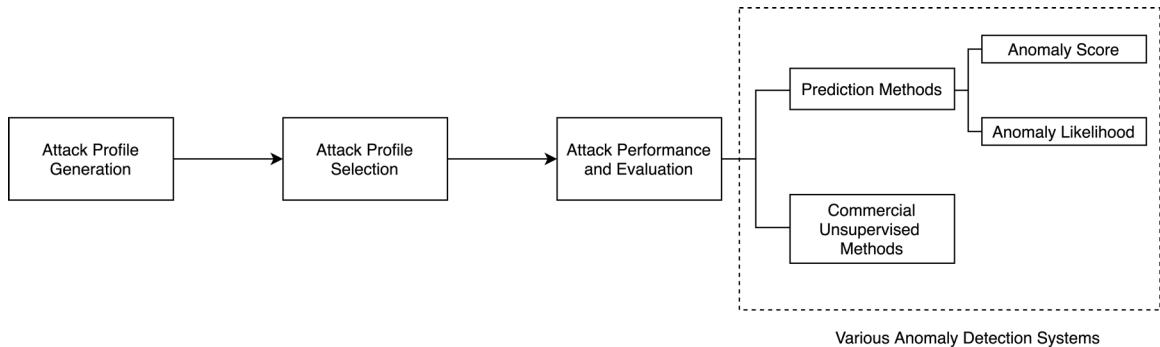 Attack Profile
Generation
Attack Profile
Selection
Attack Performance
and Evaluation
Prediction Methods
Anomaly Score
Anomaly Likelihood
Commercial
Unsupervised
Methods
Various Anomaly Detection Systems